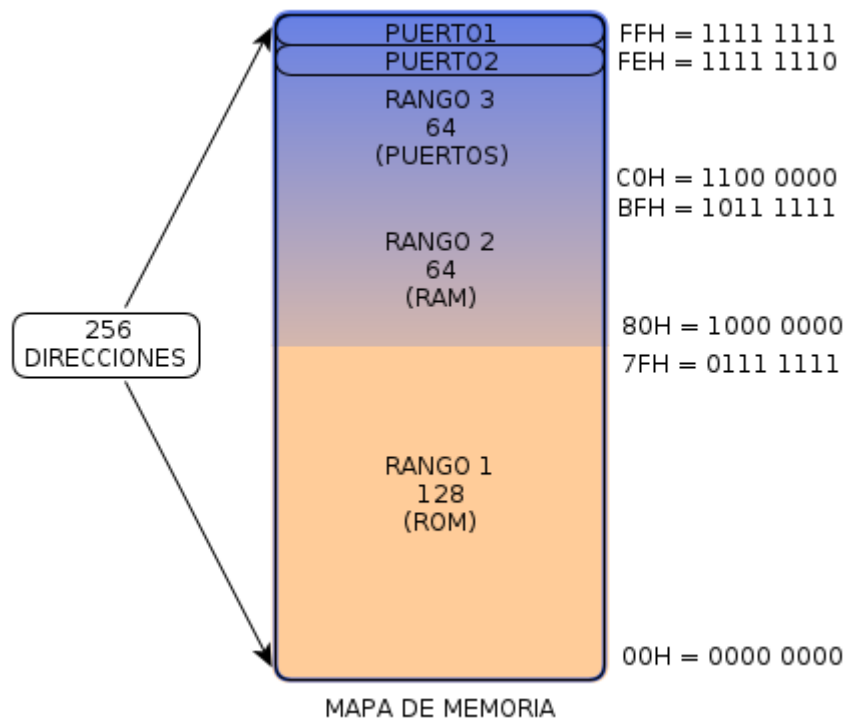 PUERTO1
FFH = 1111 1111
PUERTO2
FEH = 1111 1110
RANGO 3
64
(PUERTOS)
C0H = 1100 0000
BFH = 1011 1111
RANGO 2
64
(RAM)
256
DIRECCIONES
80H = 1000 0000
7FH = 0111 1111
RANGO 1
128
(ROM)
00H = 0000 0000
MAPA DE MEMORIA